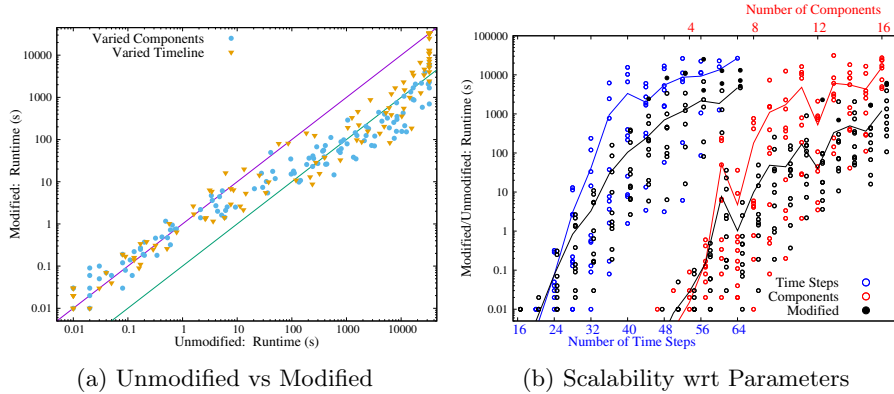 Number of Components
4 8 12 16
Varied Components
Varied Timeline
10000
1000
100
10
1
0.1
0.01
Modified: Runtime (s)
0.01 0.1 1 10 100 1000 10000
Unmodified: Runtime (s)
100000
10000
1000
100
10
1
0.1
0.01
Modified/Unmodified: Runtime (s)
Time Steps
Components
Modified
16 24 32 40 48 56 64
Number of Time Steps
(a) Unmodified vs Modified
(b) Scalability wrt Parameters